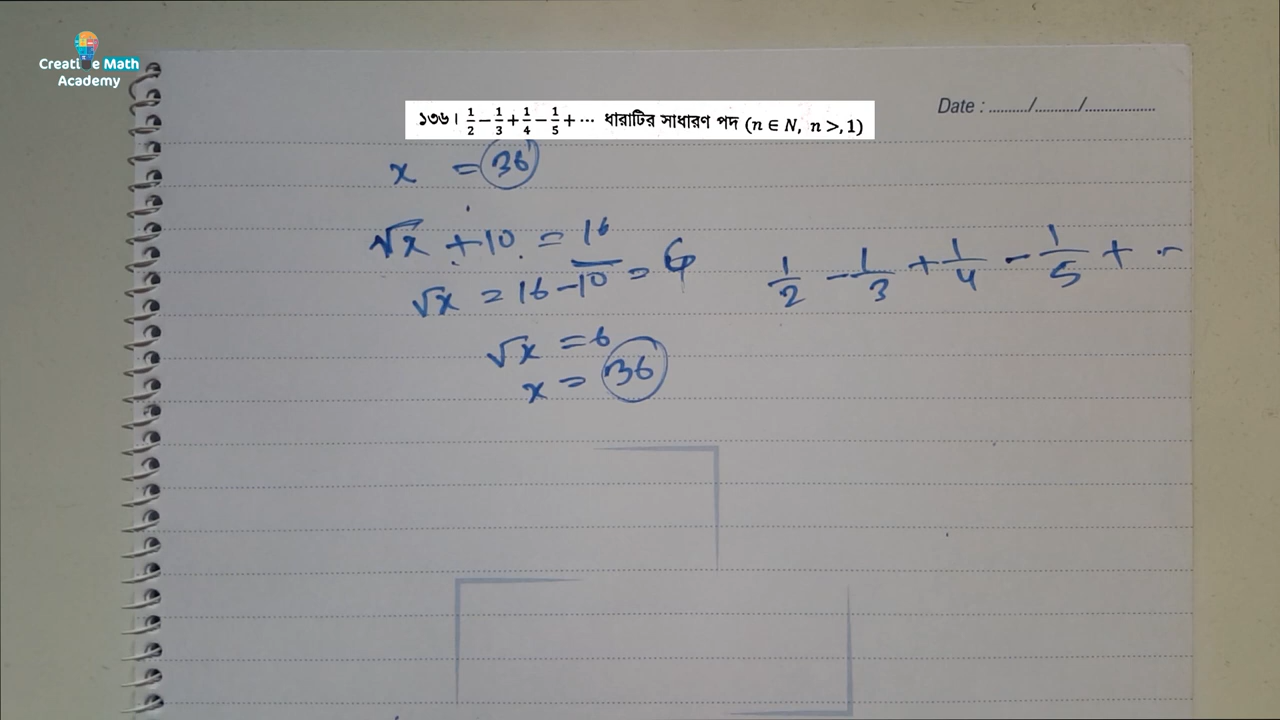 Creative Math
Academy
Date : ........../........../...............
১৩৬। 1/2 − 1/3 + 1/4 − 1/5 + ··· ধারাটির সাধারণ পদ (n ∈ N, n >, 1)
x = 36
√x + 10 = 16
√x = 16 − 10 = 6
1/2 − 1/3 + 1/4 − 1/5 + ··
√x = 6
x = 36